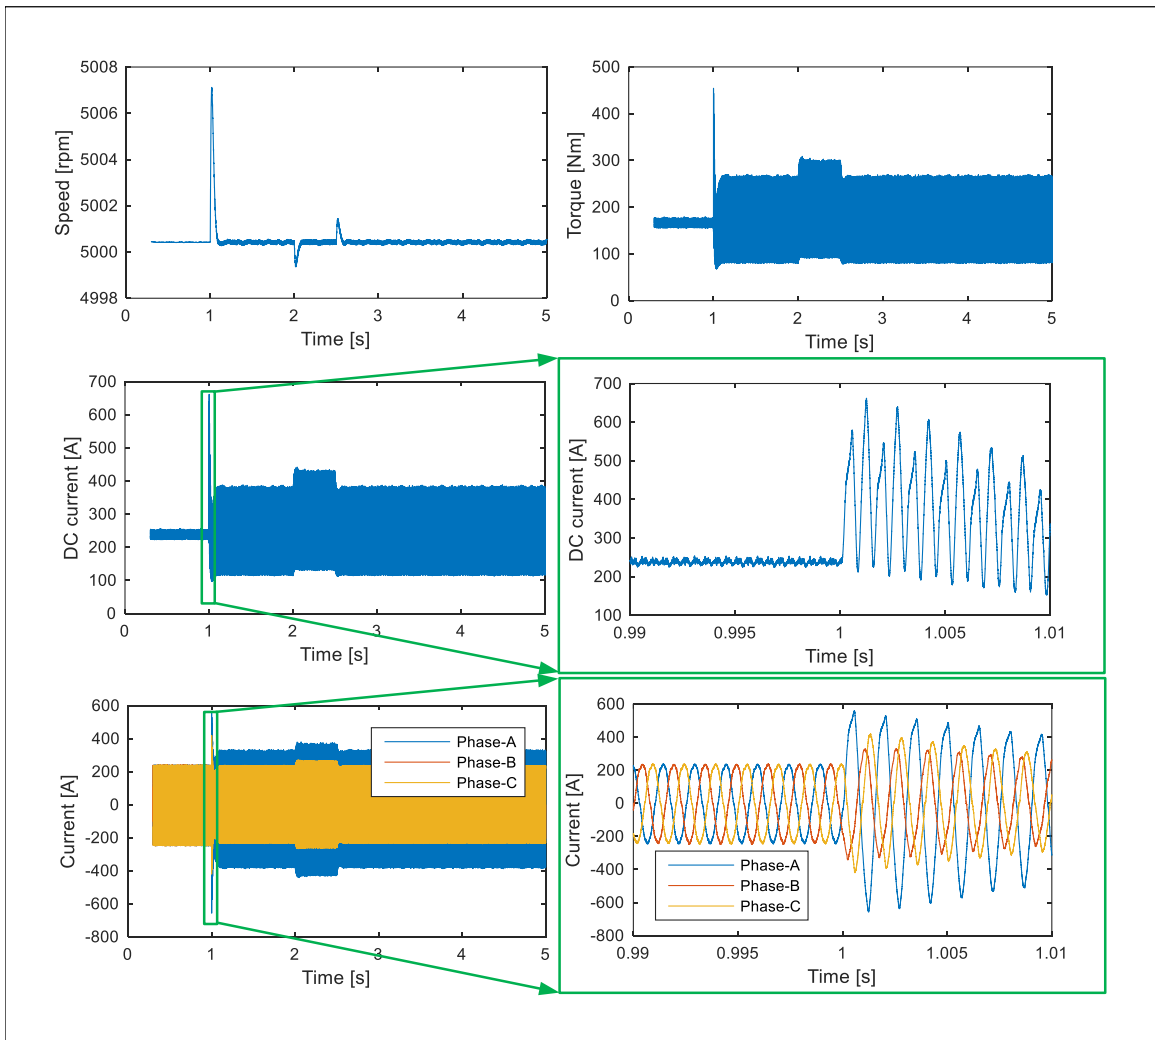 5008
5006
5004
5002
5000
4998
Speed [rpm]
0 1 2 3 4 5
Time [s]
500
400
300
200
100
0
Torque [Nm]
0 1 2 3 4 5
Time [s]
700
600
500
400
300
200
100
0
DC current [A]
0 1 2 3 4 5
Time [s]
700
600
500
400
300
200
100
DC current [A]
0.99 0.995 1 1.005 1.01
Time [s]
600
400
200
0
-200
-400
-600
-800
Current [A]
Phase-A
Phase-B
Phase-C
0 1 2 3 4 5
Time [s]
600
400
200
0
-200
-400
-600
-800
Current [A]
Phase-A
Phase-B
Phase-C
0.99 0.995 1 1.005 1.01
Time [s]